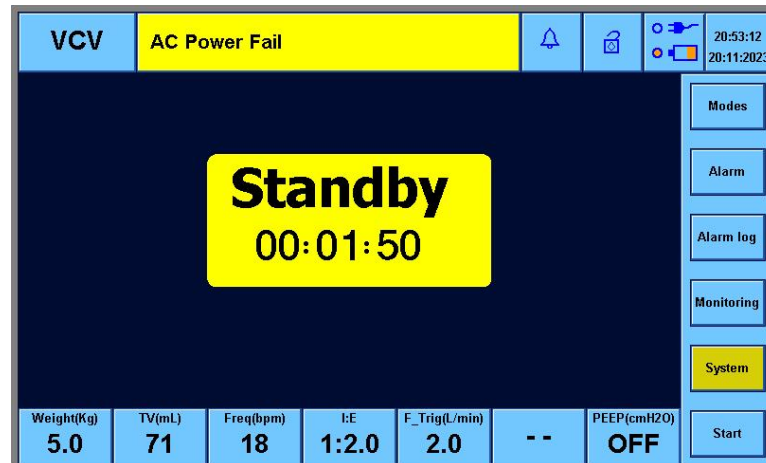 VCV
AC Power Fail
20:53:12
20:11:2023
Modes
Standby
00:01:50
Alarm
Alarm log
Monitoring
System
Start
Weight(Kg)
5.0
TV(mL)
71
Freq(bpm)
18
I:E
1:2.0
F_Trig(L/min)
2.0
--
PEEP(cmH2O)
OFF